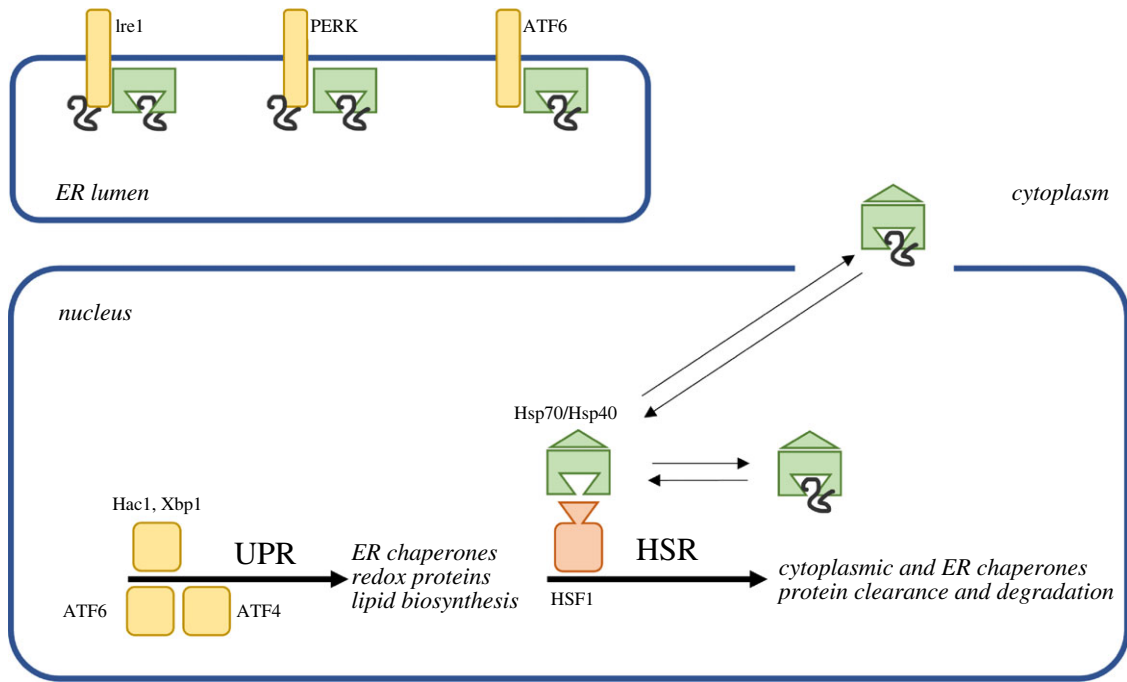 lre1
PERK
ATF6
ER lumen
cytoplasm
nucleus
Hsp70/Hsp40
Hac1, Xbp1
UPR
ER chaperones
redox proteins
lipid biosynthesis
ATF6
ATF4
HSR
HSF1
cytoplasmic and ER chaperones
protein clearance and degradation